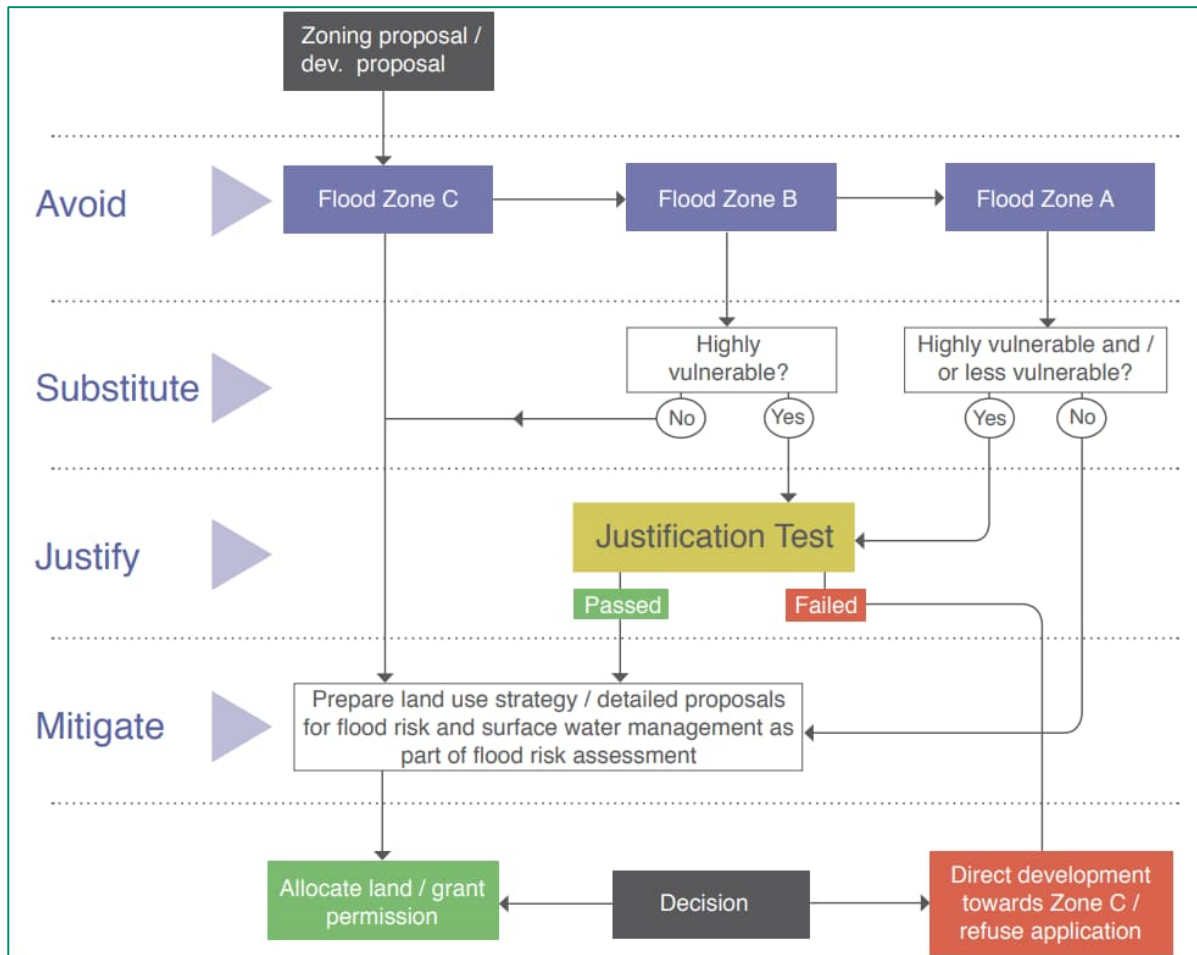 Zoning proposal /
dev. proposal
Avoid
Flood Zone C
Flood Zone B
Flood Zone A
Substitute
Highly
vulnerable?
Highly vulnerable and /
or less vulnerable?
No
Yes
Yes
No
Justify
Justification Test
Passed
Failed
Mitigate
Prepare land use strategy / detailed proposals
for flood risk and surface water management as
part of flood risk assessment
Allocate land / grant
permission
Decision
Direct development
towards Zone C /
refuse application